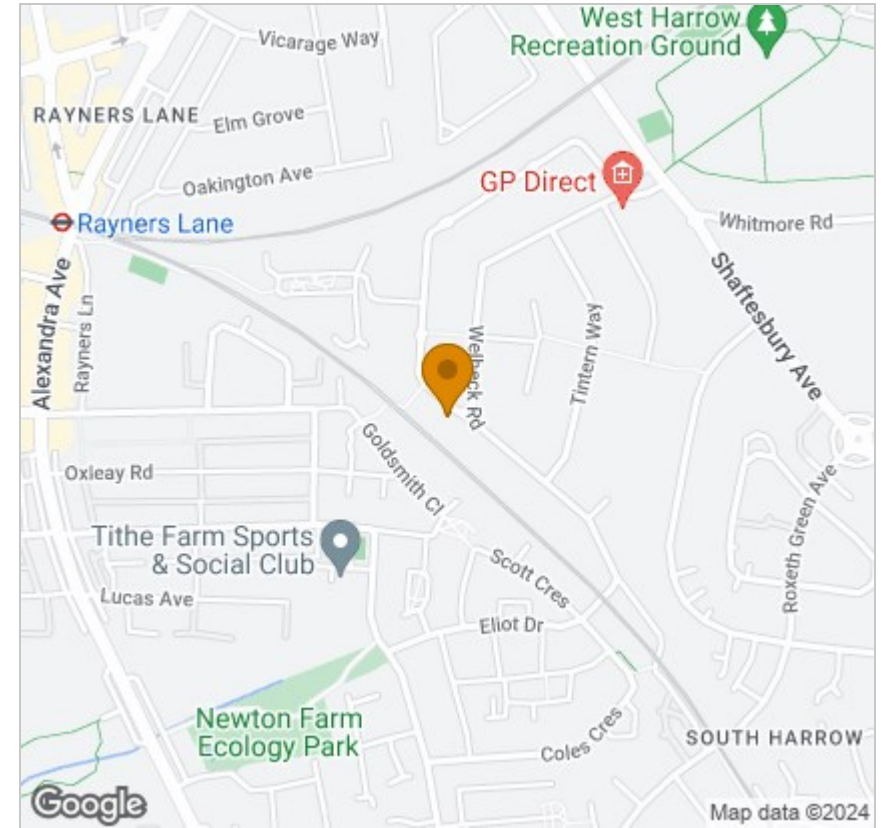 West Harrow
Recreation Ground
Vicarage Way
RAYNERS LANE
Elm Grove
Oakington Ave
GP Direct
Rayners Lane
Whitmore Rd
Shaftesbury Ave
Alexandra Ave
Rayners Ln
Welbeck Rd
Tintern Way
Goldsmith Cl
Oxleay Rd
Roxeth Green Ave
Tithe Farm Sports
& Social Club
Scott Cres
Lucas Ave
Eliot Dr
Newton Farm
Ecology Park
Coles Cres
SOUTH HARROW
Google
Map data ©2024